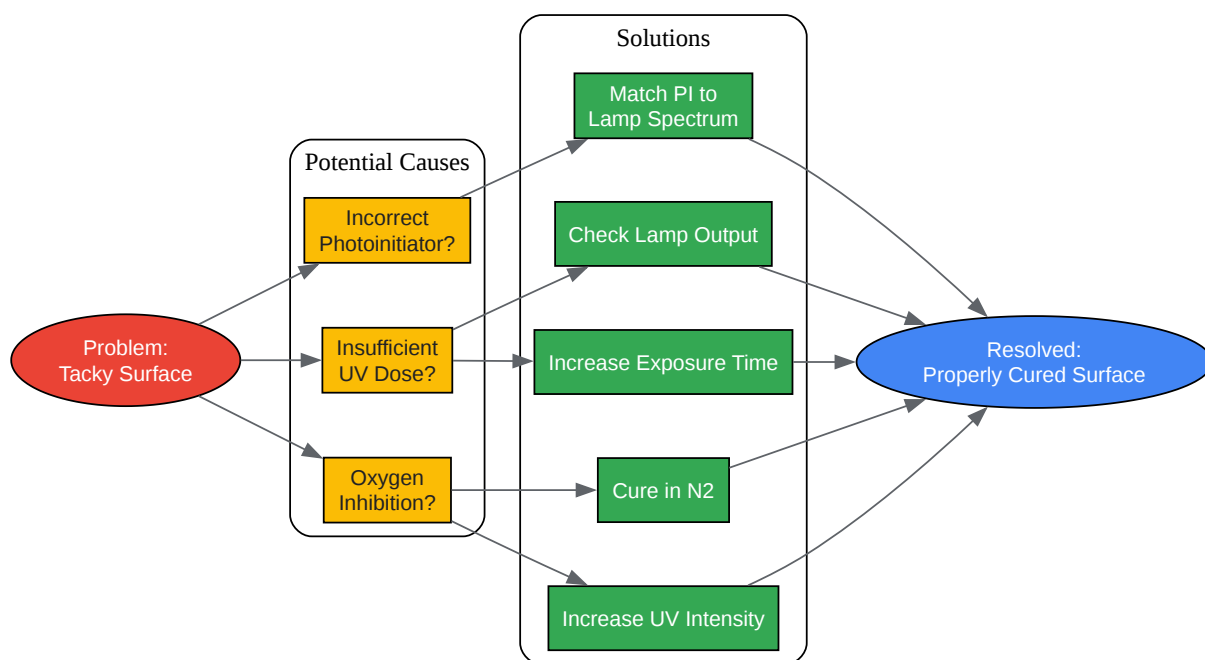 Problem:
Tacky Surface
Potential Causes
Incorrect
Photoinitiator?
Insufficient
UV Dose?
Oxygen
Inhibition?
Solutions
Match PI to
Lamp Spectrum
Check Lamp Output
Increase Exposure Time
Cure in N2
Increase UV Intensity
Resolved:
Properly Cured Surface